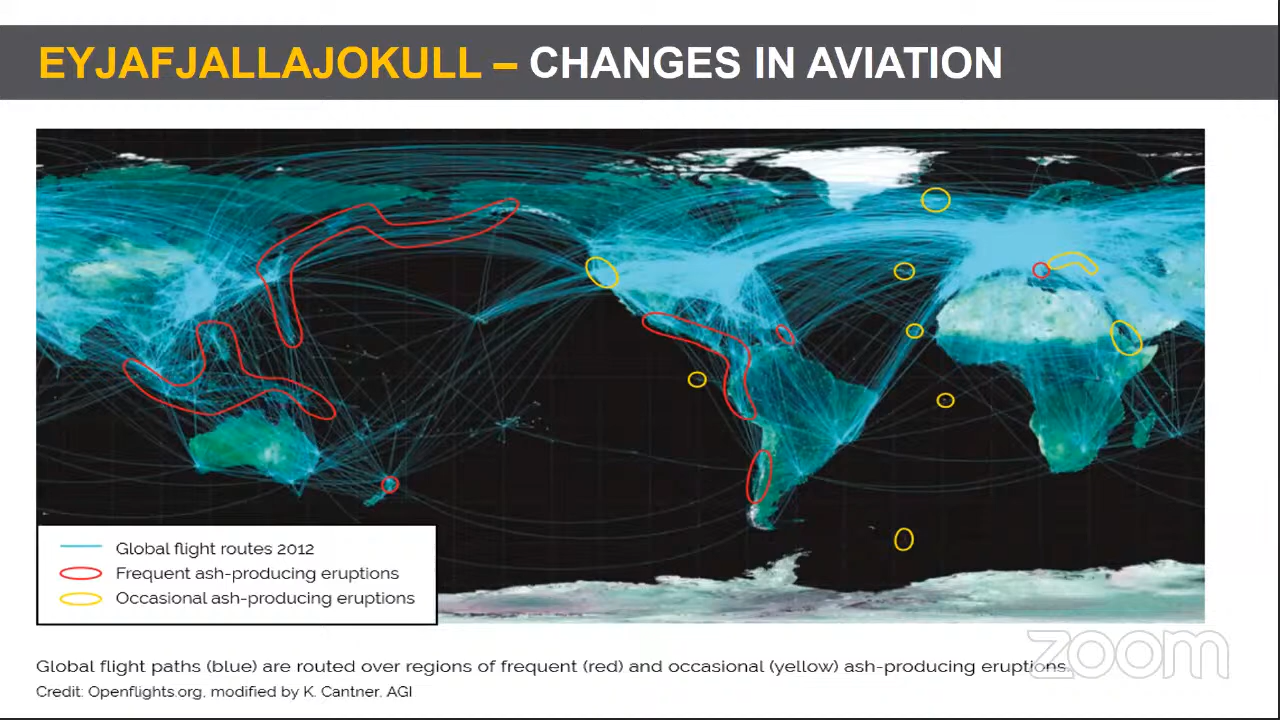 EYJAFJALLAJOKULL – CHANGES IN AVIATION
Global flight routes 2012
Frequent ash-producing eruptions
Occasional ash-producing eruptions
Global flight paths (blue) are routed over regions of frequent (red) and occasional (yellow) ash-producing eruptions.
zoom
Credit: Openflights.org, modified by K. Cantner, AGI